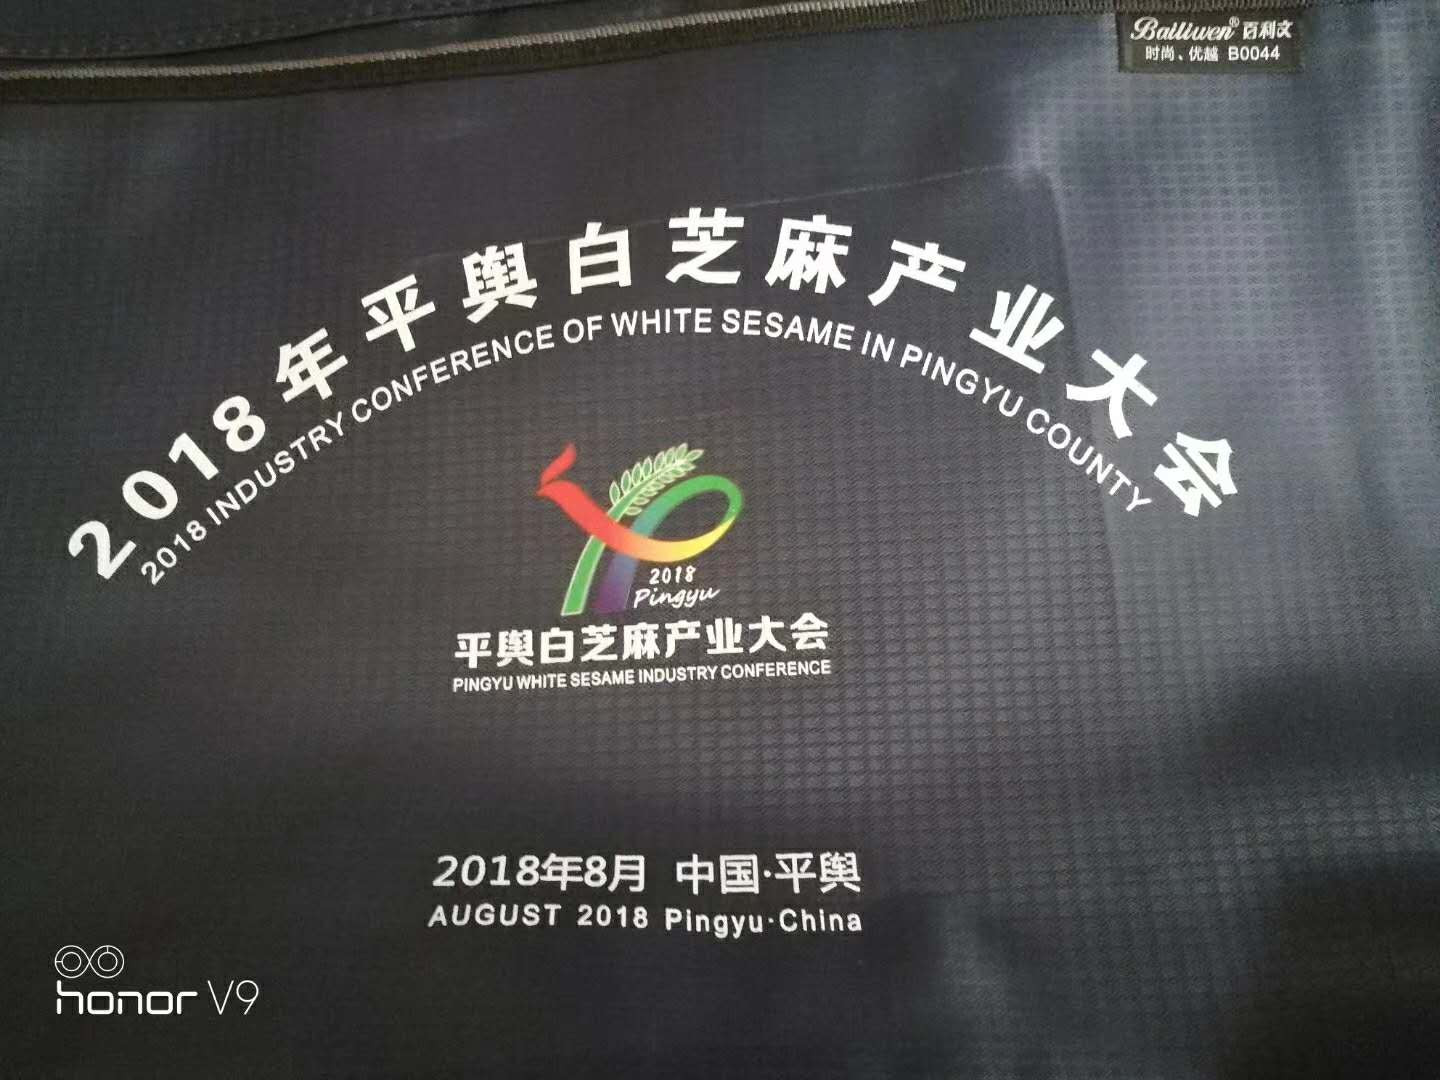 Balliwen® 百利文
时尚、优越 B0044
2018年平舆白芝麻产业大会
2018 INDUSTRY CONFERENCE OF WHITE SESAME IN PINGYU COUNTY
2018
Pingyu
平舆白芝麻产业大会
PINGYU WHITE SESAME INDUSTRY CONFERENCE
2018年8月 中国·平舆
AUGUST 2018 Pingyu·China
honor V9